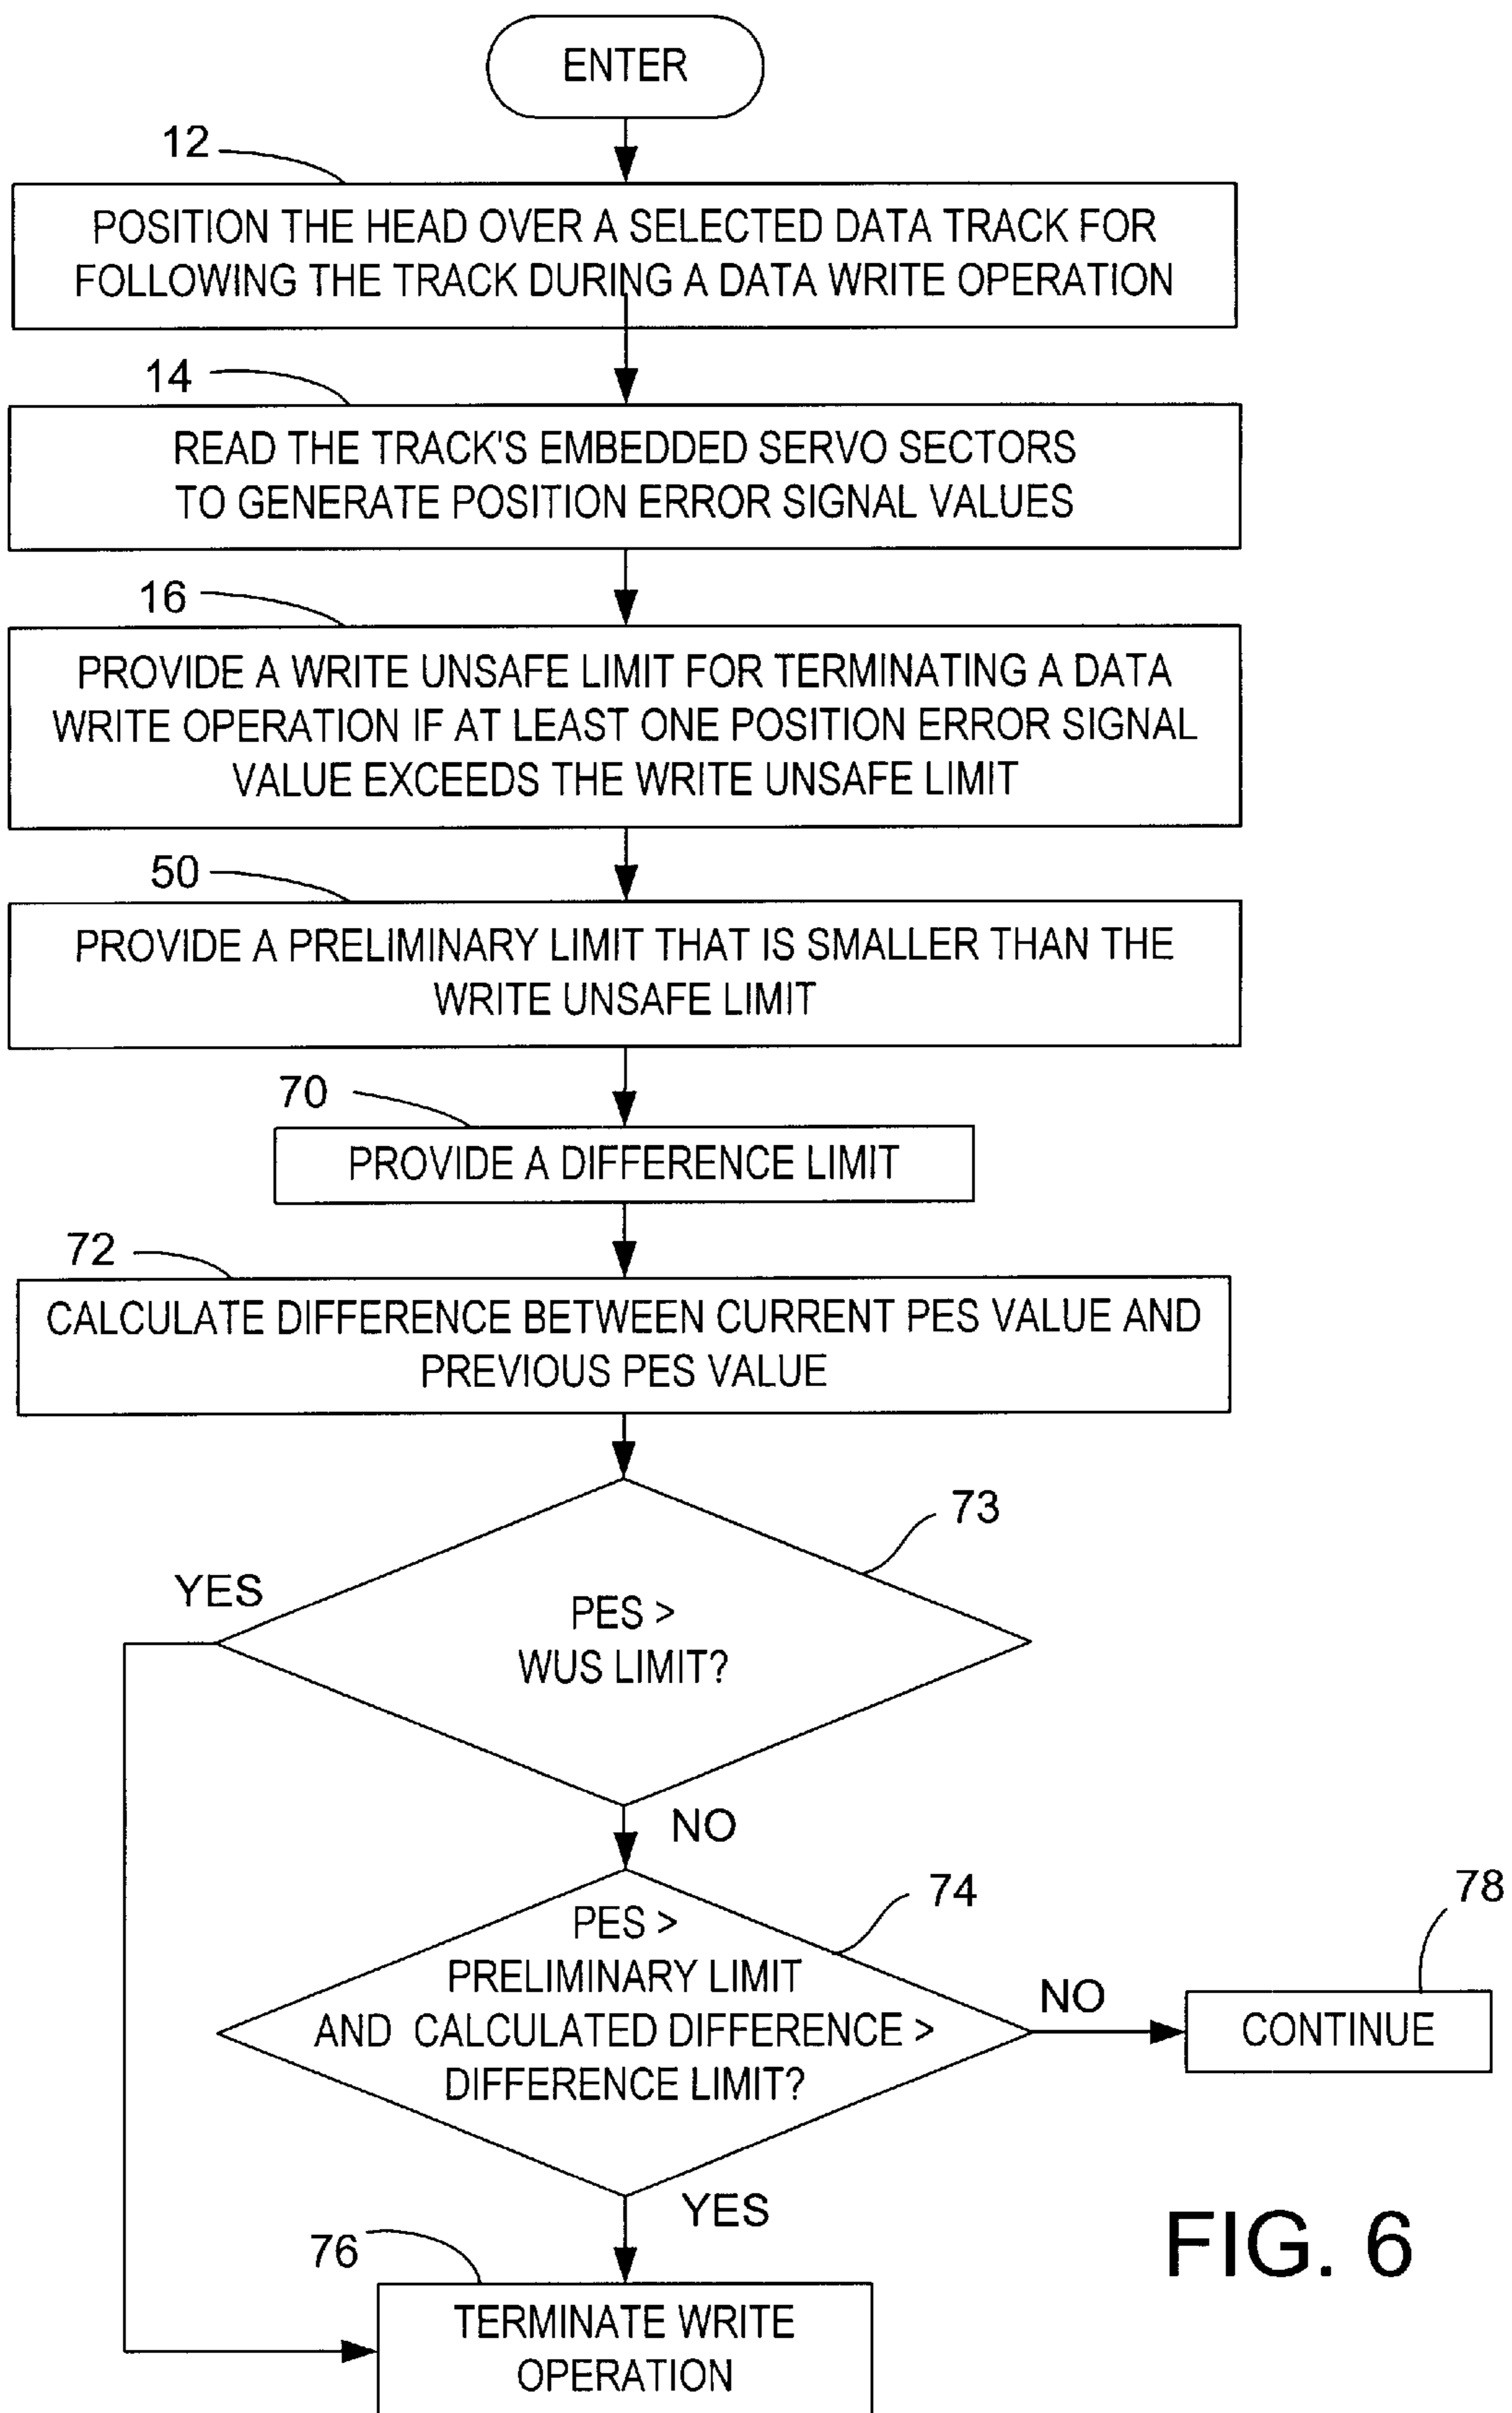 ENTER
12
POSITION THE HEAD OVER A SELECTED DATA TRACK FOR
FOLLOWING THE TRACK DURING A DATA WRITE OPERATION
14
READ THE TRACK'S EMBEDDED SERVO SECTORS
TO GENERATE POSITION ERROR SIGNAL VALUES
16
PROVIDE A WRITE UNSAFE LIMIT FOR TERMINATING A DATA
WRITE OPERATION IF AT LEAST ONE POSITION ERROR SIGNAL
VALUE EXCEEDS THE WRITE UNSAFE LIMIT
50
PROVIDE A PRELIMINARY LIMIT THAT IS SMALLER THAN THE
WRITE UNSAFE LIMIT
70
PROVIDE A DIFFERENCE LIMIT
72
CALCULATE DIFFERENCE BETWEEN CURRENT PES VALUE AND
PREVIOUS PES VALUE
73
YES
PES >
WUS LIMIT?
NO
74
78
PES >
PRELIMINARY LIMIT
AND CALCULATED DIFFERENCE >
DIFFERENCE LIMIT?
NO
CONTINUE
YES
76
TERMINATE WRITE
OPERATION
FIG. 6